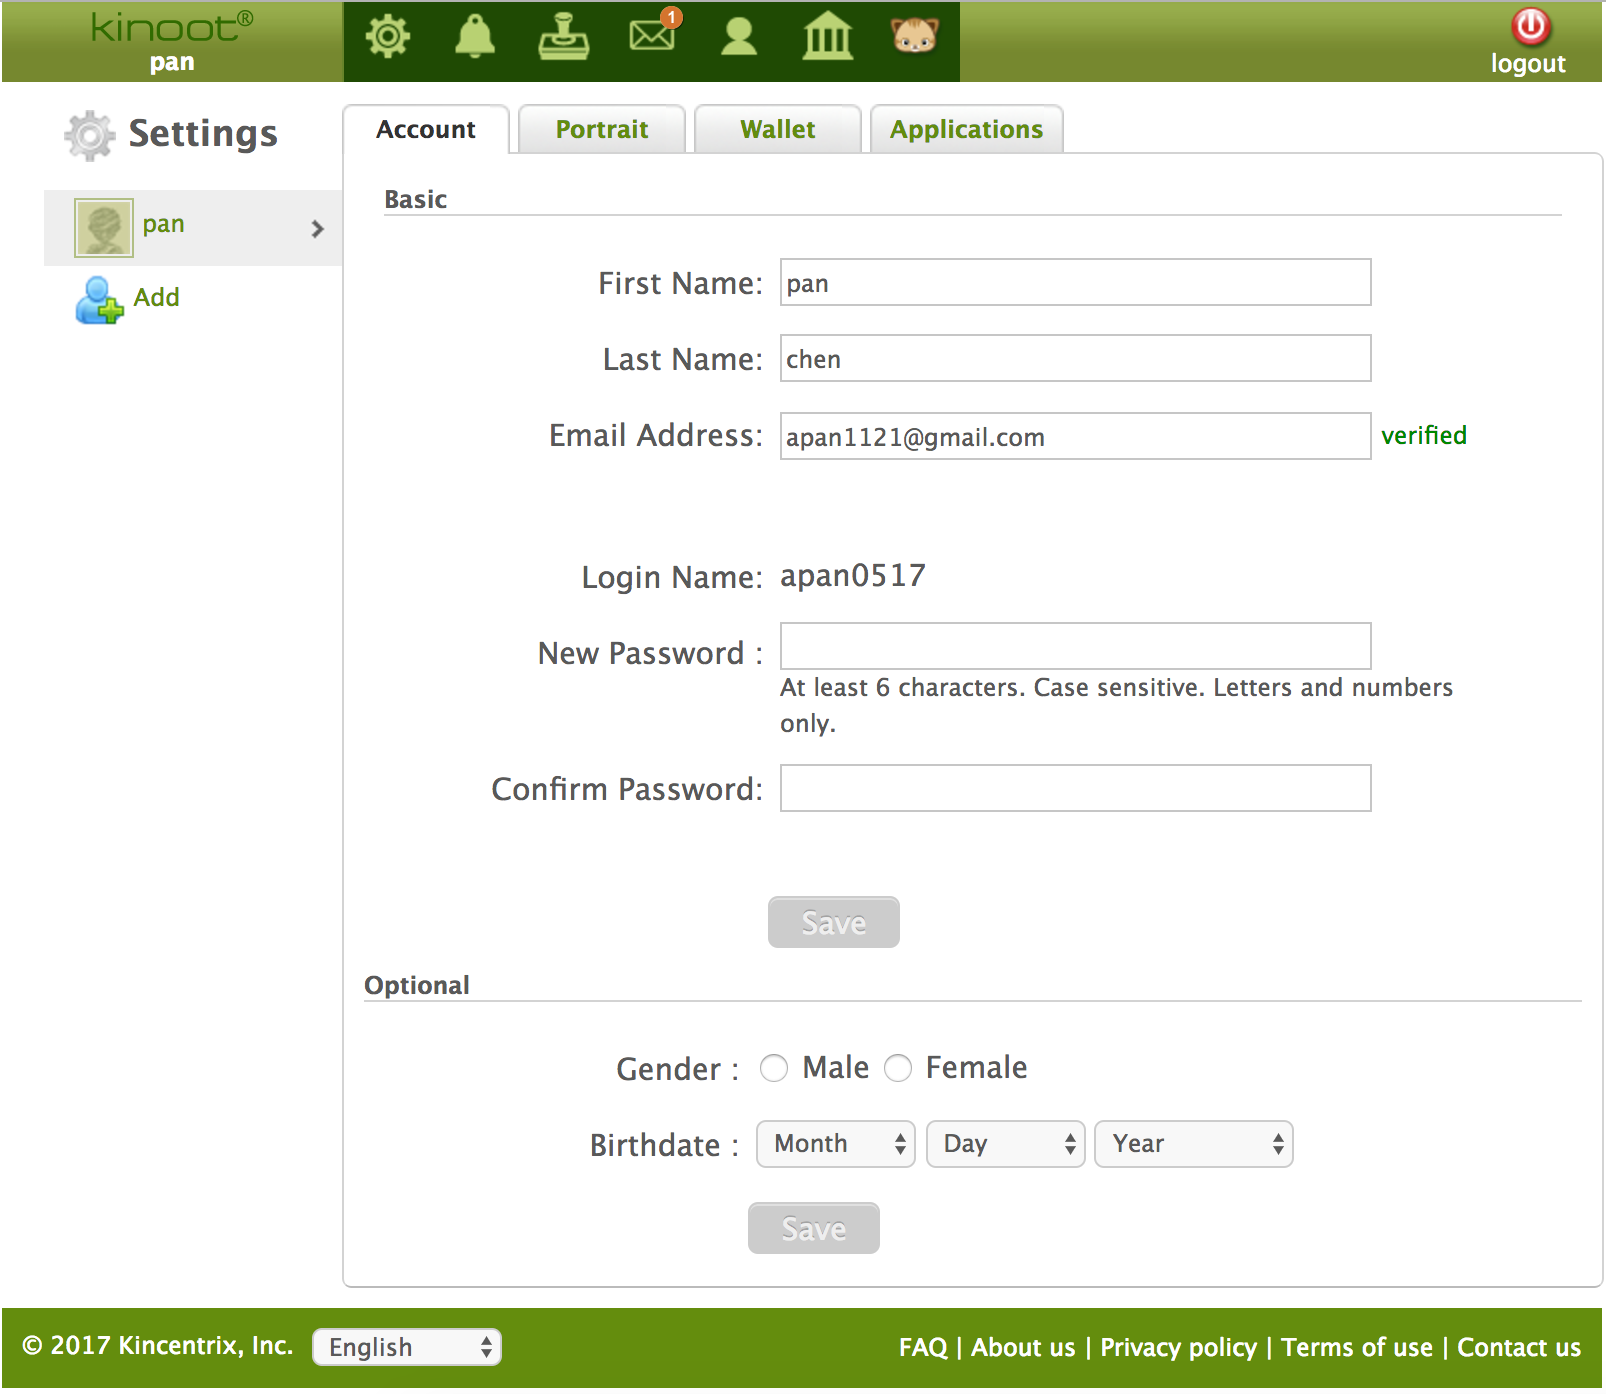 kinoot®
pan
1
logout
Settings
Account
Portrait
Wallet
Applications
pan
Add
Basic
First Name: pan
Last Name: chen
Email Address: apan1121@gmail.com verified
Login Name: apan0517
New Password :
At least 6 characters. Case sensitive. Letters and numbers
only.
Confirm Password:
Save
Optional
Gender : Male Female
Birthdate : Month Day Year
Save
© 2017 Kincentrix, Inc. English FAQ | About us | Privacy policy | Terms of use | Contact us